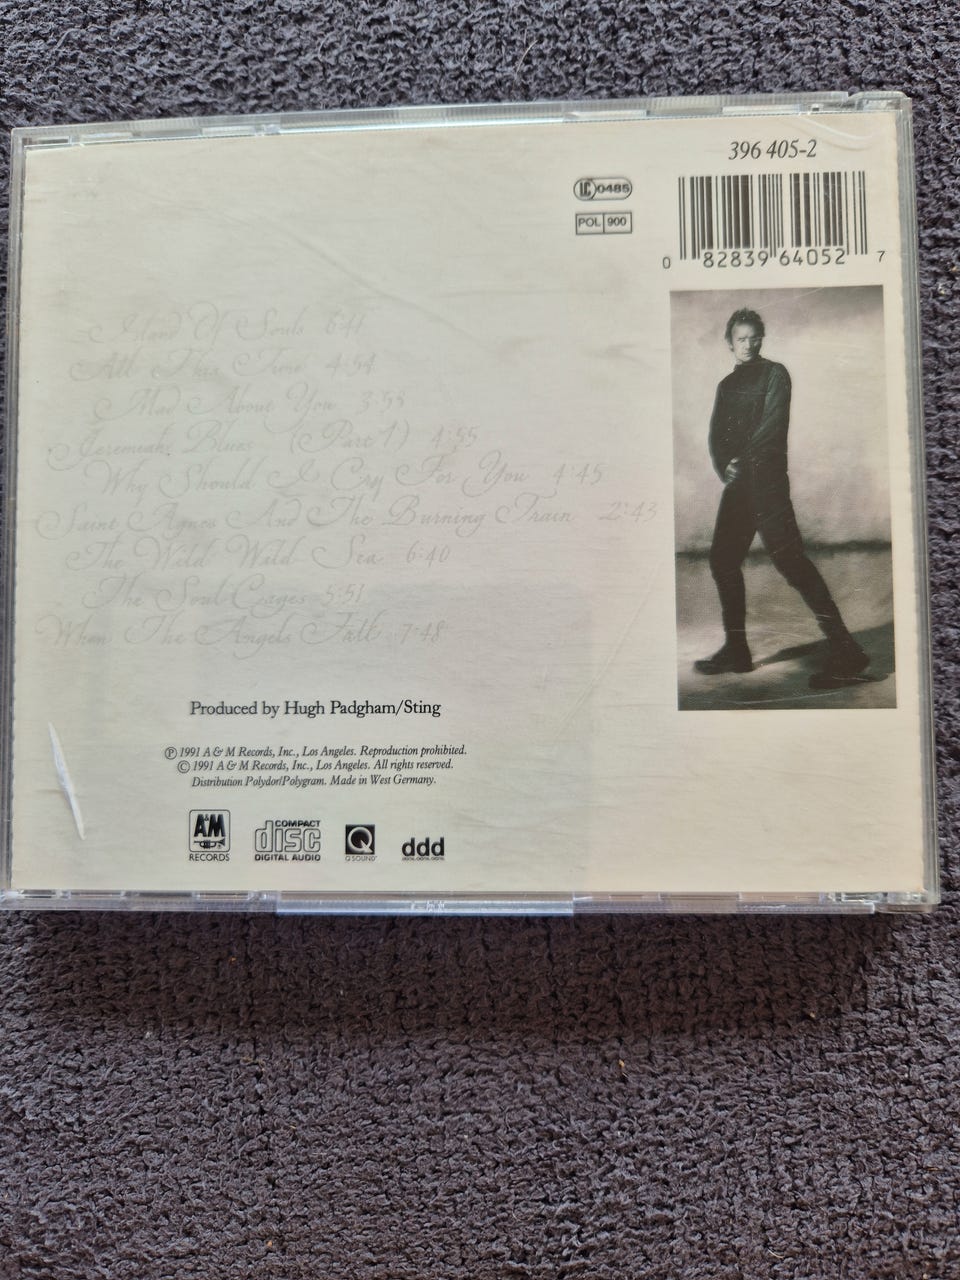 396 405-2
LC 0485
POL 900
0 82839 64052 7
Island Of Souls 6:41
All This Time 4:54
Mad About You 3:53
Jeremiah Blues (Part 1) 4:55
Why Should I Cry For You 4:45
Saint Agnes And The Burning Train 2:43
The Wild Wild Sea 6:40
The Soul Cages 5:51
When The Angels Fall 7:48
Produced by Hugh Padgham/Sting
Ⓟ 1991 A & M Records, Inc., Los Angeles. Reproduction prohibited.
© 1991 A & M Records, Inc., Los Angeles. All rights reserved.
Distribution Polydor/Polygram. Made in West Germany.
A&M
RECORDS
COMPACT
disc
DIGITAL AUDIO
Q
QSOUND
ddd